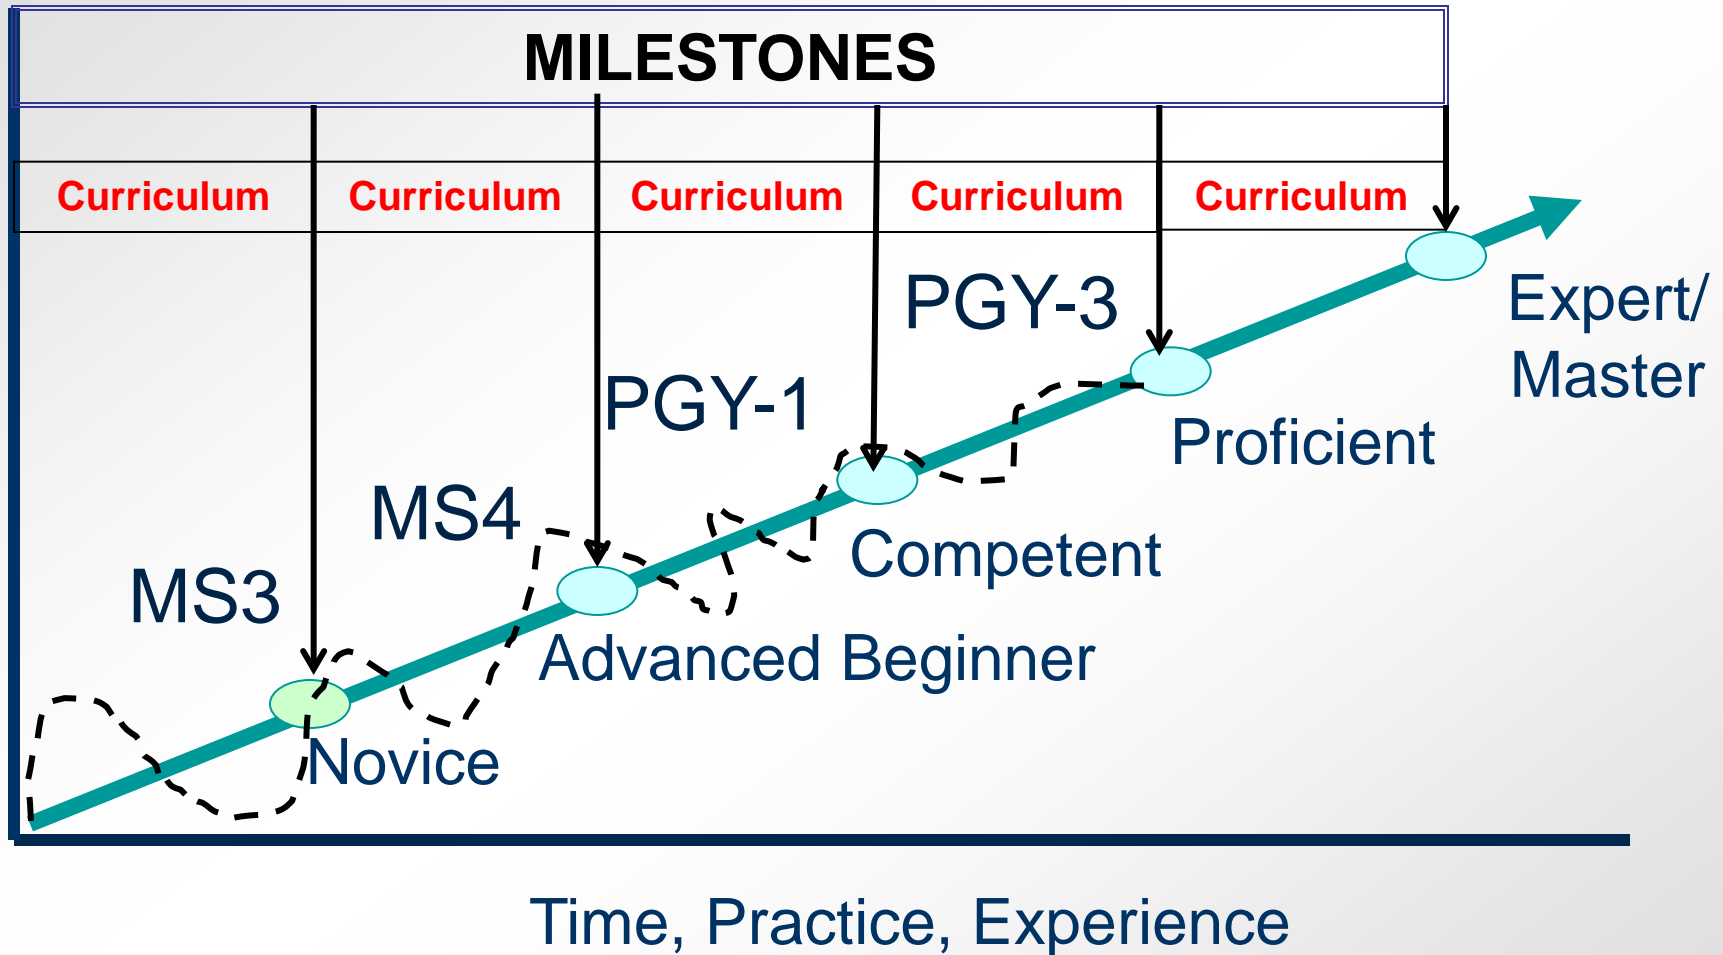 MILESTONES
Curriculum Curriculum Curriculum Curriculum Curriculum
PGY-3
Expert/
Master
PGY-1
Proficient
MS4
Competent
MS3
Advanced Beginner
Novice
Time, Practice, Experience